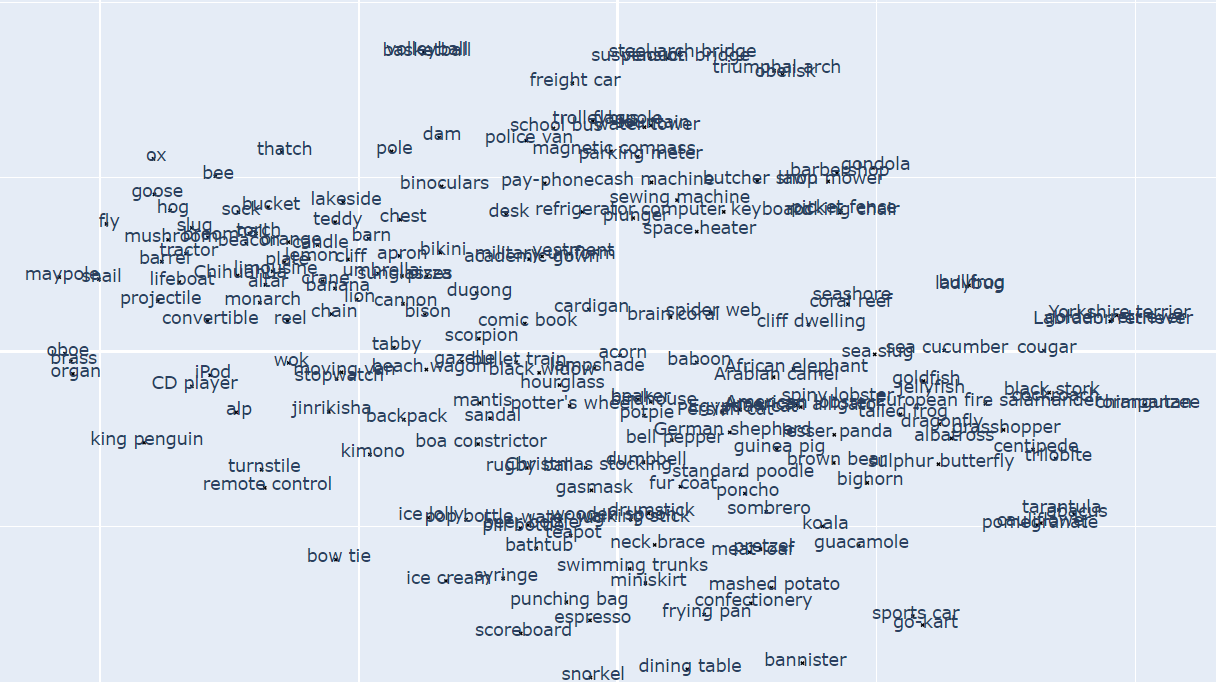 volleyball
basketball
steel arch bridge
suspension bridge
triumphal arch
obelisk
freight car
trolleybus
flagpole
fountain
school bus
water tower
dam
police van
thatch
pole
magnetic compass
parking meter
ox
gondola
barbershop
bee
binoculars
pay-phone
cash machine
butcher shop
lawn mower
goose
lakeside
sewing machine
hog
sock
bucket
teddy
chest
desk
refrigerator
computer keyboard
picket fence
rocking chair
plunger
fly
slug
torch
space heater
mushroom
broom
beacon
orange
candle
barn
tractor
lemon
cliff
apron
bikini
military uniform
vestment
academic gown
barrel
plate
maypole
snail
lifeboat
Chihuahua
limousine
altar
crane
umbrella
sunglasses
pizza
banana
bullfrog
ladybug
projectile
monarch
lion
cannon
dugong
seashore
coral reef
convertible
reel
chain
bison
comic book
cardigan
brain coral
spider web
cliff dwelling
Yorkshire terrier
golden retriever
Labrador retriever
scorpion
oboe
brass
organ
tabby
gazelle
bullet train
acorn
baboon
sea slug
sea cucumber
cougar
wok
iPod
moving van
stopwatch
beach wagon
black widow
lampshade
African elephant
Arabian camel
CD player
hourglass
goldfish
jellyfish
black stork
cockroach
alp
jinrikisha
mantis
potter's wheel
beaker
potpie
Egyptian cat
Persian cat
American lobster
American alligator
spiny lobster
European fire salamander
chimpanzee
backpack
sandal
tailed frog
dragonfly
grasshopper
king penguin
boa constrictor
German shepherd
bell pepper
lesser panda
albatross
kimono
guinea pig
centipede
trilobite
turnstile
rugby ball
Christmas stocking
dumbbell
standard poodle
brown bear
sulphur butterfly
remote control
gasmask
fur coat
poncho
bighorn
ice lolly
pop bottle
water jug
wooden spoon
drumstick
walking stick
sombrero
tarantula
abacus
cauliflower
pomegranate
beer bottle
pill bottle
teapot
koala
bathtub
neck brace
meat loaf
pretzel
guacamole
bow tie
swimming trunks
ice cream
syringe
miniskirt
mashed potato
punching bag
confectionery
frying pan
espresso
sports car
go-kart
scoreboard
snorkel
dining table
bannister